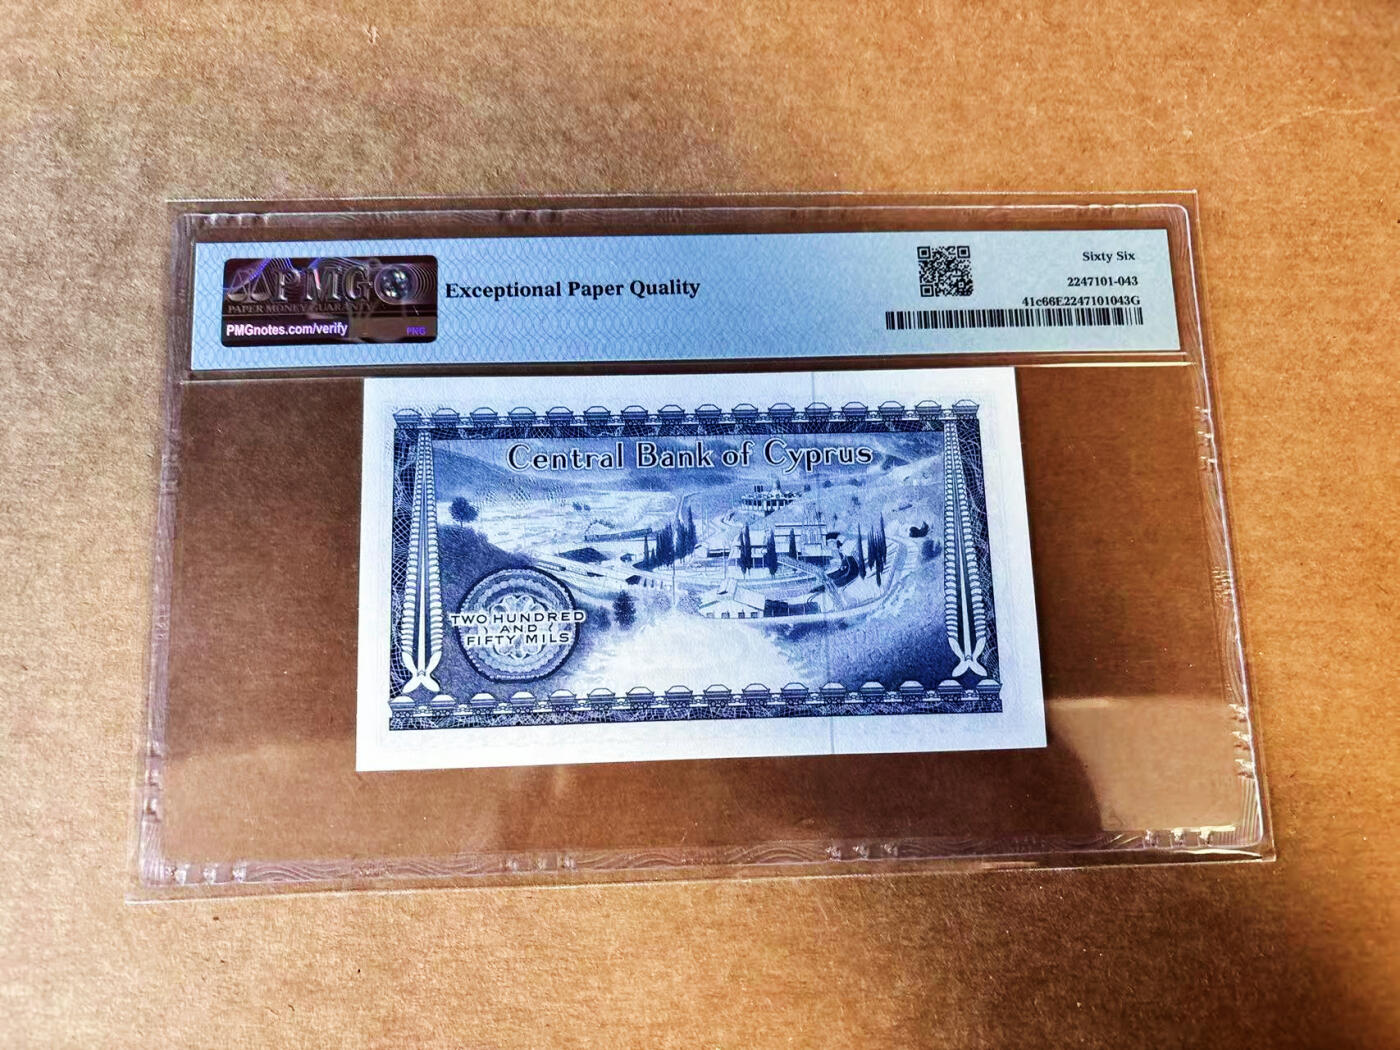 PMG
PAPER MONEY GUARANTY
PMGnotes.com/verify
PNG
Exceptional Paper Quality
Sixty Six
2247101-043
41c66E2247101043G
Central Bank of Cyprus
TWO HUNDRED
AND
FIFTY MILS